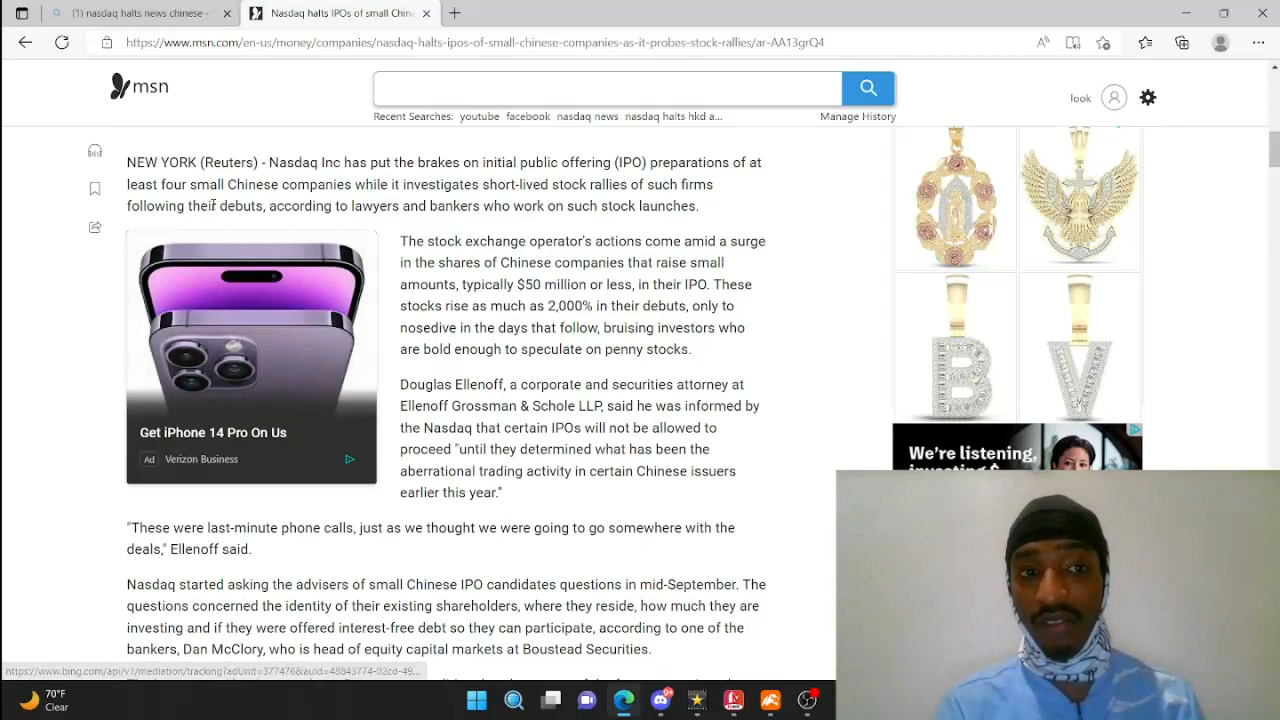 (1) nasdaq halts news chinese -
Nasdaq halts IPOs of small Chine
https://www.msn.com/en-us/money/companies/nasdaq-halts-ipos-of-small-chinese-companies-as-it-probes-stock-rallies/ar-AA13grQ4
msn
look
Recent Searches: youtube facebook nasdaq news nasdaq halts hkd a...
Manage History
NEW YORK (Reuters) - Nasdaq Inc has put the brakes on initial public offering (IPO) preparations of at
least four small Chinese companies while it investigates short-lived stock rallies of such firms
following their debuts, according to lawyers and bankers who work on such stock launches.
The stock exchange operator's actions come amid a surge
in the shares of Chinese companies that raise small
amounts, typically $50 million or less, in their IPO. These
stocks rise as much as 2,000% in their debuts, only to
nosedive in the days that follow, bruising investors who
are bold enough to speculate on penny stocks.
Douglas Ellenoff, a corporate and securities attorney at
Ellenoff Grossman & Schole LLP, said he was informed by
the Nasdaq that certain IPOs will not be allowed to
proceed "until they determined what has been the
aberrational trading activity in certain Chinese issuers
earlier this year."
Get iPhone 14 Pro On Us
Ad Verizon Business
"These were last-minute phone calls, just as we thought we were going to go somewhere with the
deals," Ellenoff said.
Nasdaq started asking the advisers of small Chinese IPO candidates questions in mid-September. The
questions concerned the identity of their existing shareholders, where they reside, how much they are
investing and if they were offered interest-free debt so they can participate, according to one of the
bankers, Dan McClory, who is head of equity capital markets at Boustead Securities.
B
V
We're listening,
https://www.bing.com/api/v1/mediation/tracking?adUnit=377476&auid=48843774-02cd-49...
70°F
Clear